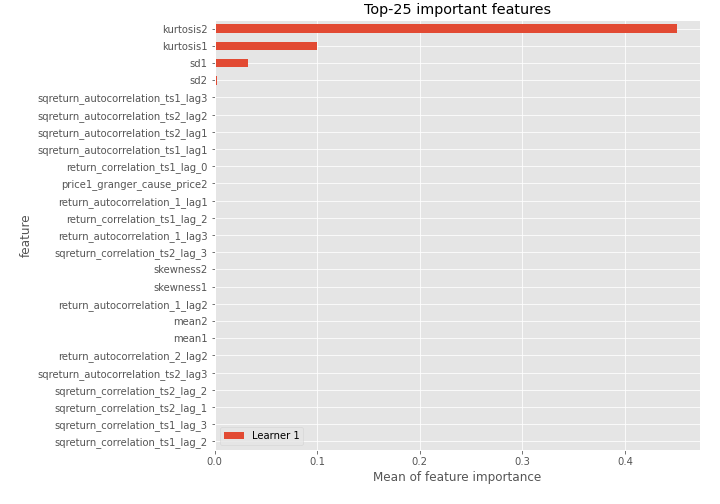 Top-25 important features
kurtosis2
kurtosis1
sd1
sd2
sqreturn_autocorrelation_ts1_lag3
sqreturn_autocorrelation_ts2_lag2
sqreturn_autocorrelation_ts2_lag1
sqreturn_autocorrelation_ts1_lag1
return_correlation_ts1_lag_0
price1_granger_cause_price2
return_autocorrelation_1_lag1
return_correlation_ts1_lag_2
return_autocorrelation_1_lag3
sqreturn_correlation_ts2_lag_3
skewness2
skewness1
return_autocorrelation_1_lag2
mean2
mean1
return_autocorrelation_2_lag2
sqreturn_autocorrelation_ts2_lag3
sqreturn_correlation_ts2_lag_2
sqreturn_correlation_ts2_lag_1
sqreturn_correlation_ts1_lag_3
sqreturn_correlation_ts1_lag_2
feature
Learner 1
0.0 0.1 0.2 0.3 0.4
Mean of feature importance